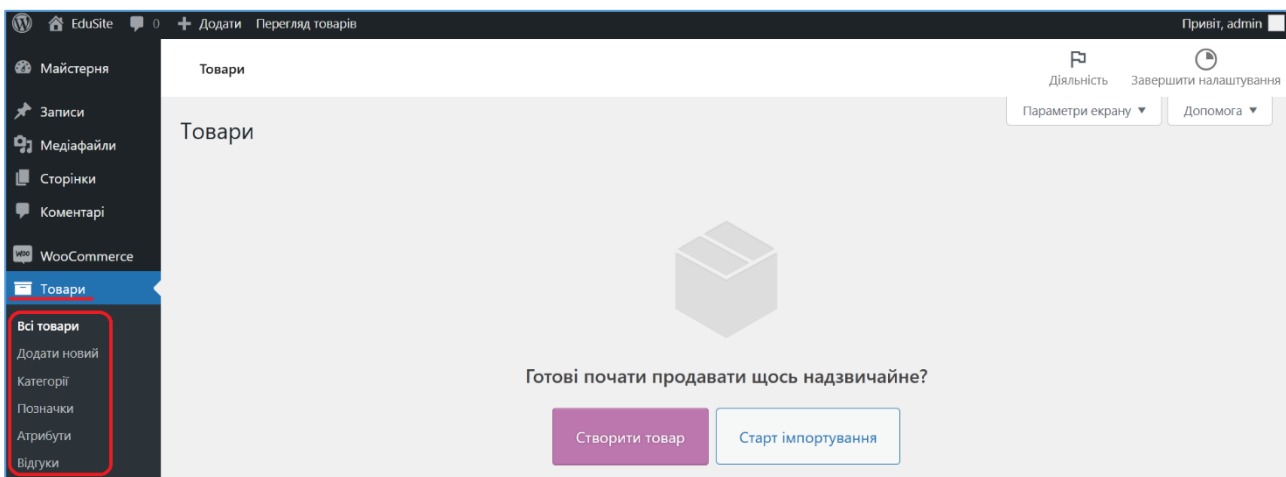 EduSite 0 Додати Перегляд товарів Привіт, admin
Майстерня
Записи
Медіафайли
Сторінки
Коментарі
WooCommerce
Товари
Всі товари
Додати новий
Категорії
Позначки
Атрибути
Відгуки
Товари
Діяльність Завершити налаштування
Параметри екрану Допомога
Товари
Готові почати продавати щось надзвичайне?
Створити товар Старт імпортування